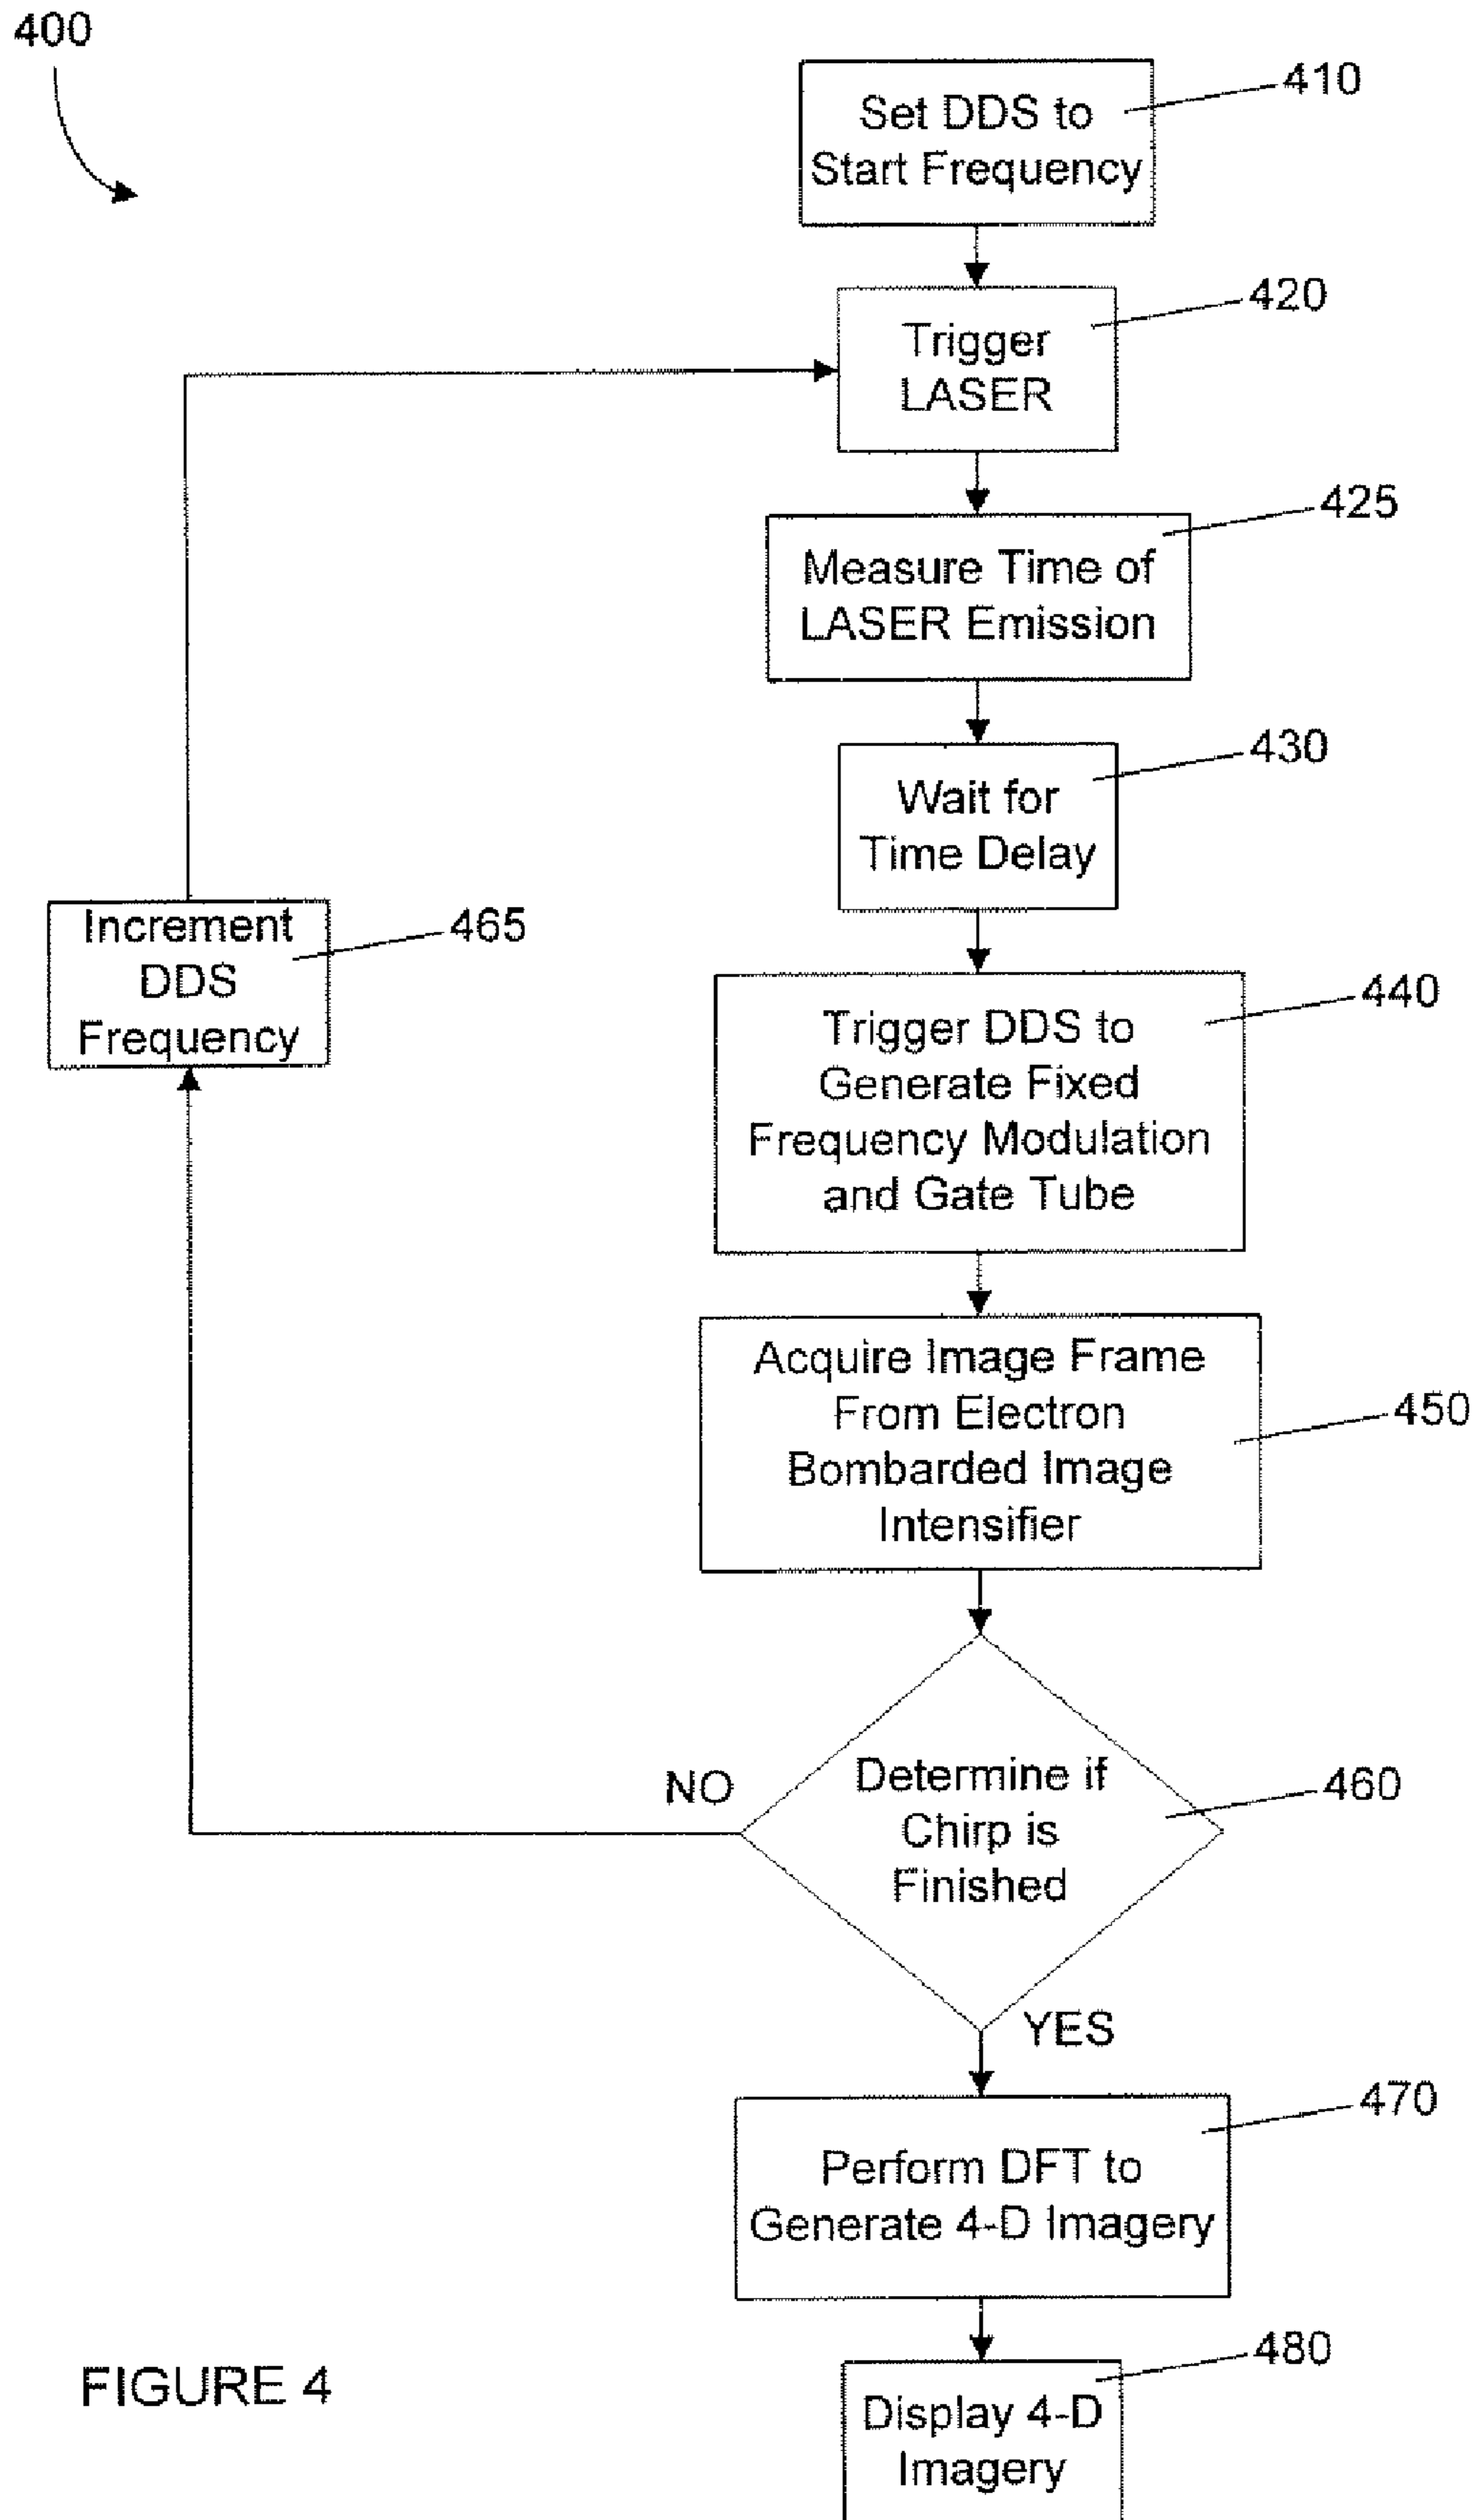 400
Set DDS to
Start Frequency
410
Trigger
LASER
420
Measure Time of
LASER Emission
425
Wait for
Time Delay
430
Increment
DDS
Frequency
465
Trigger DDS to
Generate Fixed
Frequency Modulation
and Gate Tube
440
Acquire Image Frame
From Electron
Bombarded Image
Intensifier
450
Determine if
Chirp is
Finished
460
NO
YES
Perform DFT to
Generate 4-D Imagery
470
Display 4-D
Imagery
480
FIGURE 4